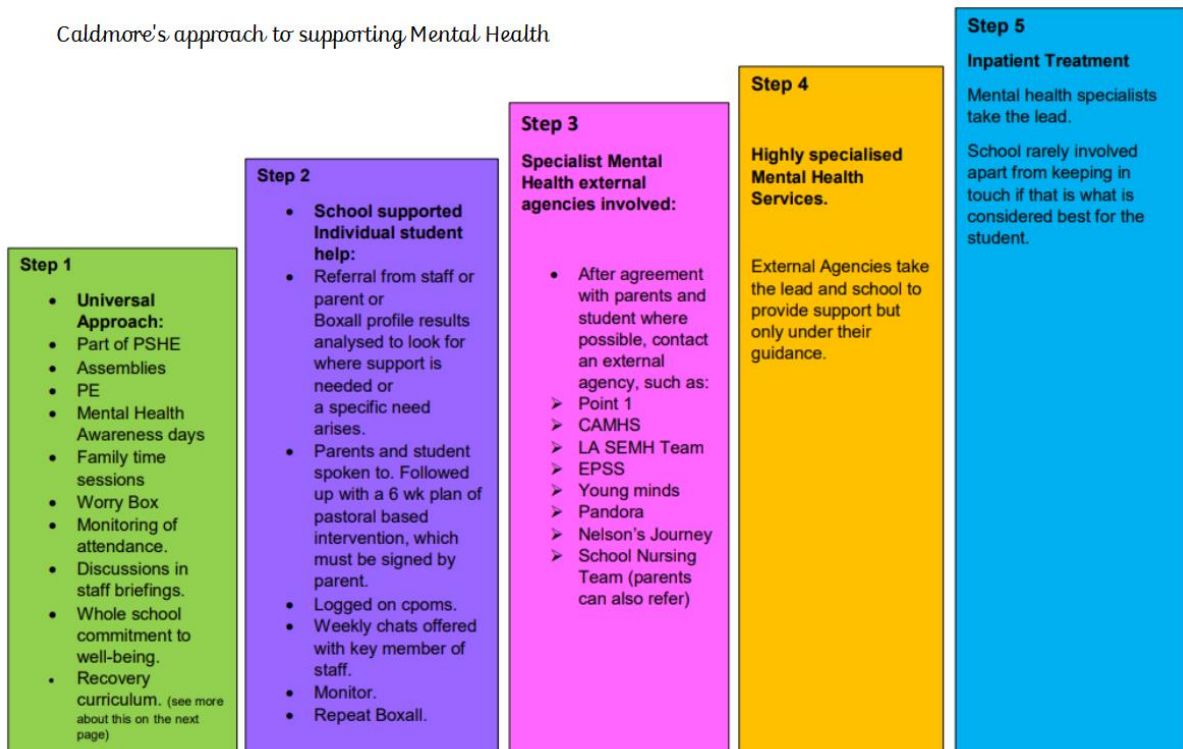 Caldmore's approach to supporting Mental Health
Step 1
• Universal
Approach:
• Part of PSHE
• Assemblies
• PE
• Mental Health
Awareness days
• Family time
sessions
• Worry Box
• Monitoring of
attendance.
• Discussions in
staff briefings.
• Whole school
commitment to
well-being.
• Recovery
curriculum. (see more
about this on the next
page)
Step 2
• School supported
Individual student
help:
• Referral from staff or
parent or
Boxall profile results
analysed to look for
where support is
needed or
a specific need
arises.
• Parents and student
spoken to. Followed
up with a 6 wk plan of
pastoral based
intervention, which
must be signed by
parent.
• Logged on cpoms.
• Weekly chats offered
with key member of
staff.
• Monitor.
• Repeat Boxall.
Step 3
Specialist Mental
Health external
agencies involved:
• After agreement
with parents and
student where
possible, contact
an external
agency, such as:
➢ Point 1
➢ CAMHS
➢ LA SEMH Team
➢ EPSS
➢ Young minds
➢ Pandora
➢ Nelson's Journey
➢ School Nursing
Team (parents
can also refer)
Step 4
Highly specialised
Mental Health
Services.
External Agencies take
the lead and school to
provide support but
only under their
guidance.
Step 5
Inpatient Treatment
Mental health specialists
take the lead.
School rarely involved
apart from keeping in
touch if that is what is
considered best for the
student.